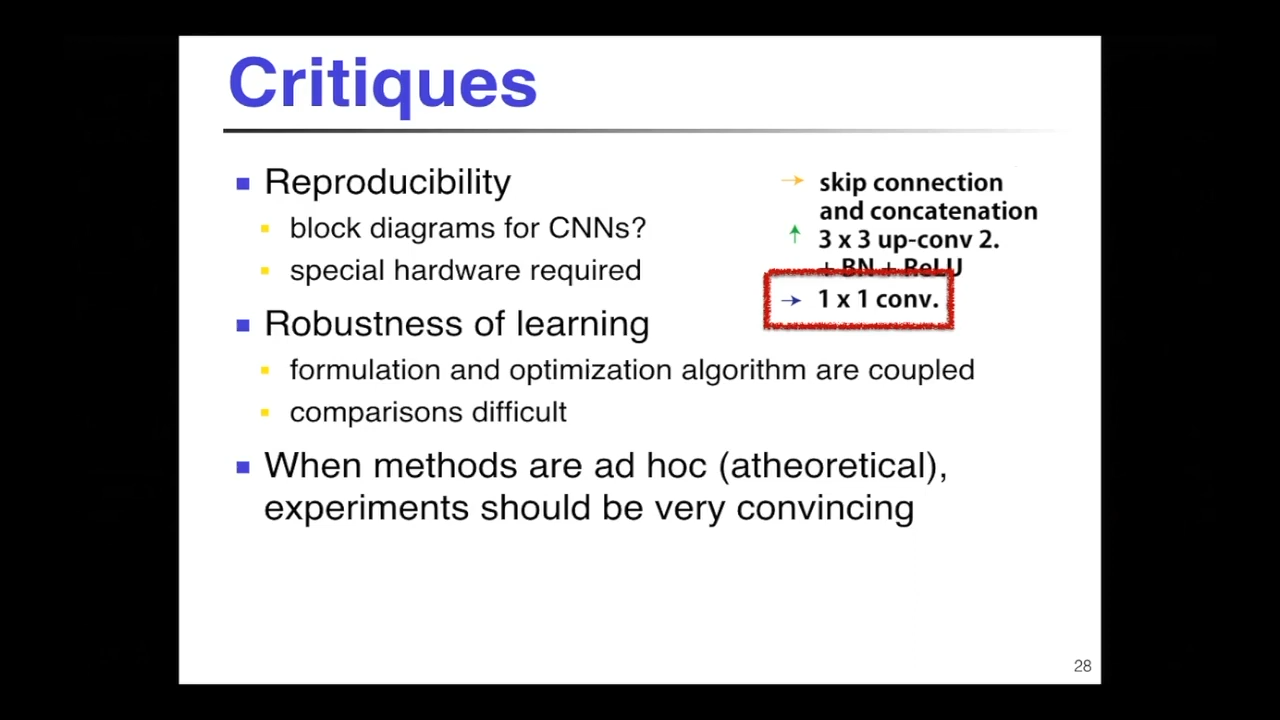 Critiques
Reproducibility
block diagrams for CNNs?
special hardware required
skip connection
and concatenation
3 x 3 up-conv 2.
+ BN + ReLU
1 x 1 conv.
Robustness of learning
formulation and optimization algorithm are coupled
comparisons difficult
When methods are ad hoc (atheoretical),
experiments should be very convincing
28